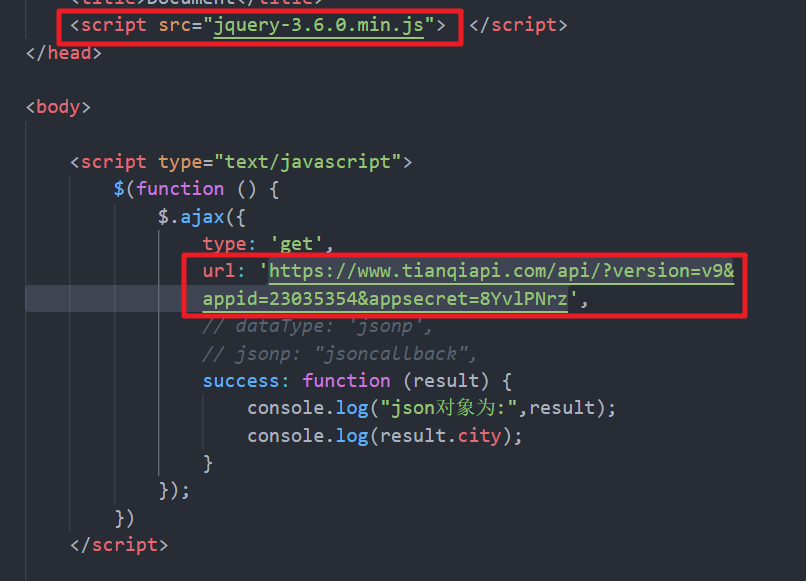 <title>Document</title>
<script src="jquery-3.6.0.min.js"> </script>
</head>
<body>
<script type="text/javascript">
$(function () {
$.ajax({
type: 'get',
url: 'https://www.tianqiapi.com/api/?version=v9&
appid=23035354&appsecret=8YvlPNrz',
// dataType: 'jsonp',
// jsonp: "jsoncallback",
success: function (result) {
console.log("json对象为:",result);
console.log(result.city);
}
});
})
</script>